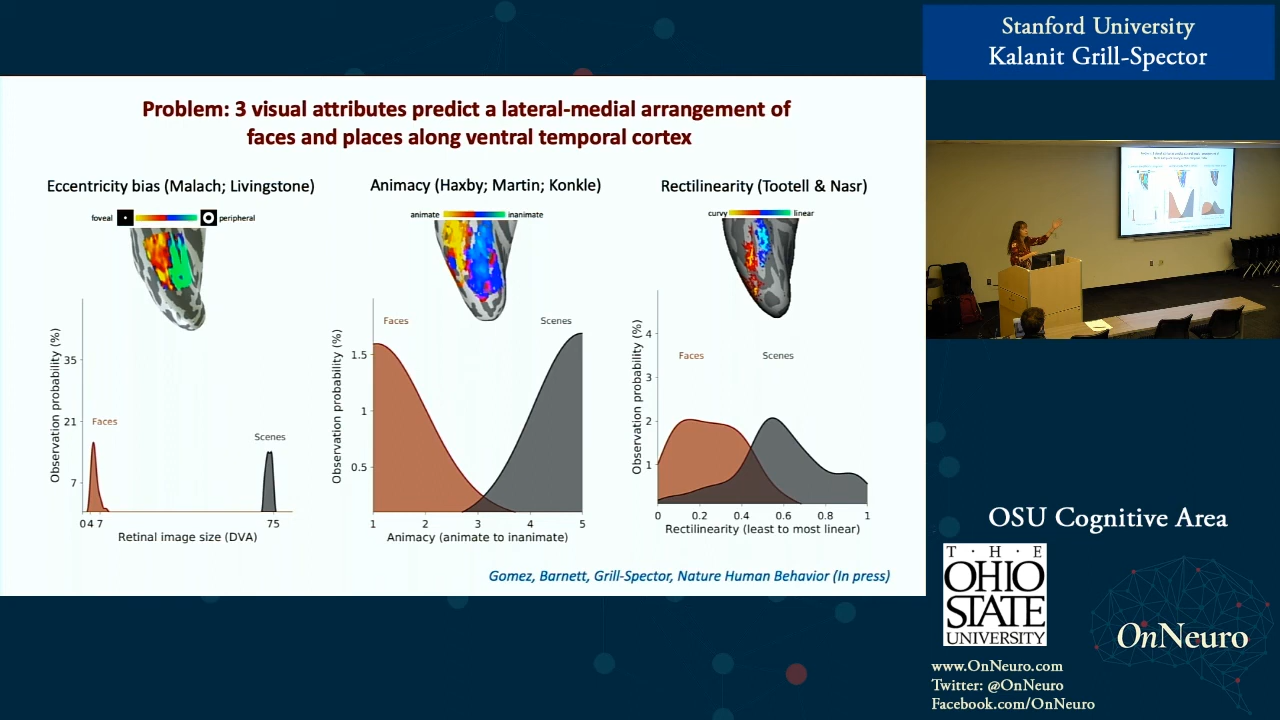 Stanford University
Kalanit Grill-Spector
Problem: 3 visual attributes predict a lateral-medial arrangement of
faces and places along ventral temporal cortex
Eccentricity bias (Malach; Livingstone)
foveal
peripheral
Observation probability (%)
35
21
7
Faces
Scenes
0 4 7
75
Retinal image size (DVA)
Animacy (Haxby; Martin; Konkle)
animate
inanimate
Observation probability (%)
1.5
1
0.5
Faces
Scenes
1 2 3 4 5
Animacy (animate to inanimate)
Rectilinearity (Tootell & Nasr)
curvy
linear
Observation probability (%)
4
3
2
1
Faces
Scenes
0 0.2 0.4 0.6 0.8 1
Rectilinearity (least to most linear)
Gomez, Barnett, Grill-Spector, Nature Human Behavior (In press)
OSU Cognitive Area
T · H · E
OHIO
STATE
UNIVERSITY
OnNeuro
www.OnNeuro.com
Twitter: @OnNeuro
Facebook.com/OnNeuro